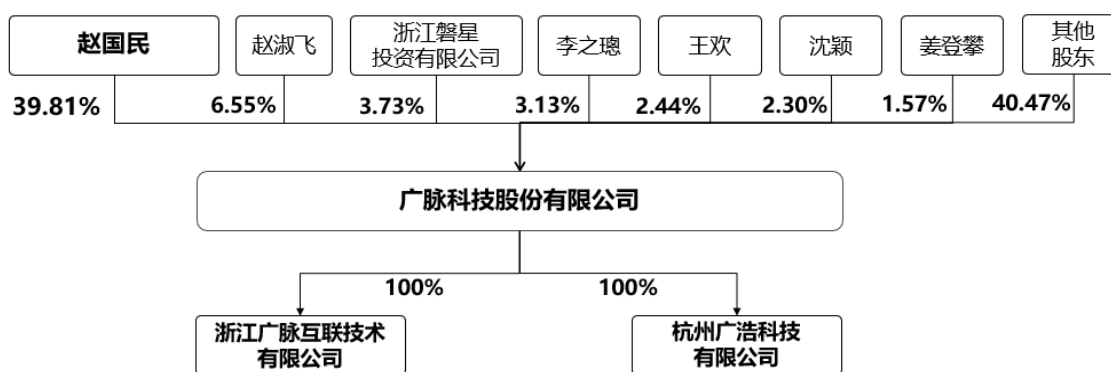 赵国民
赵淑飞
浙江磐星
投资有限公司
李之璁
王欢
沈颖
姜登攀
其他
股东
39.81%
6.55%
3.73%
3.13%
2.44%
2.30%
1.57%
40.47%
广脉科技股份有限公司
100%
100%
浙江广脉互联技术
有限公司
杭州广浩科技
有限公司